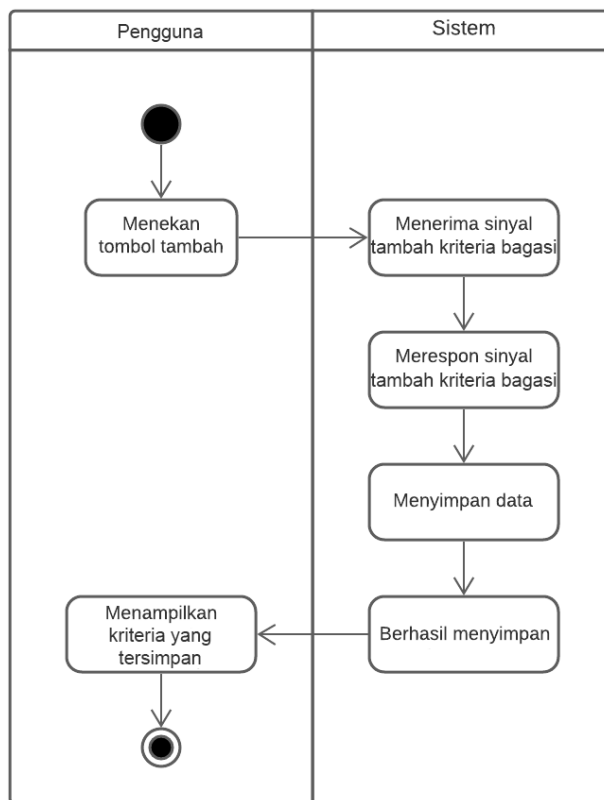 Pengguna
Sistem
Menekan
tombol tambah
Menerima sinyal
tambah kriteria bagasi
Merespon sinyal
tambah kriteria bagasi
Menyimpan data
Berhasil menyimpan
Menampilkan
kriteria yang
tersimpan